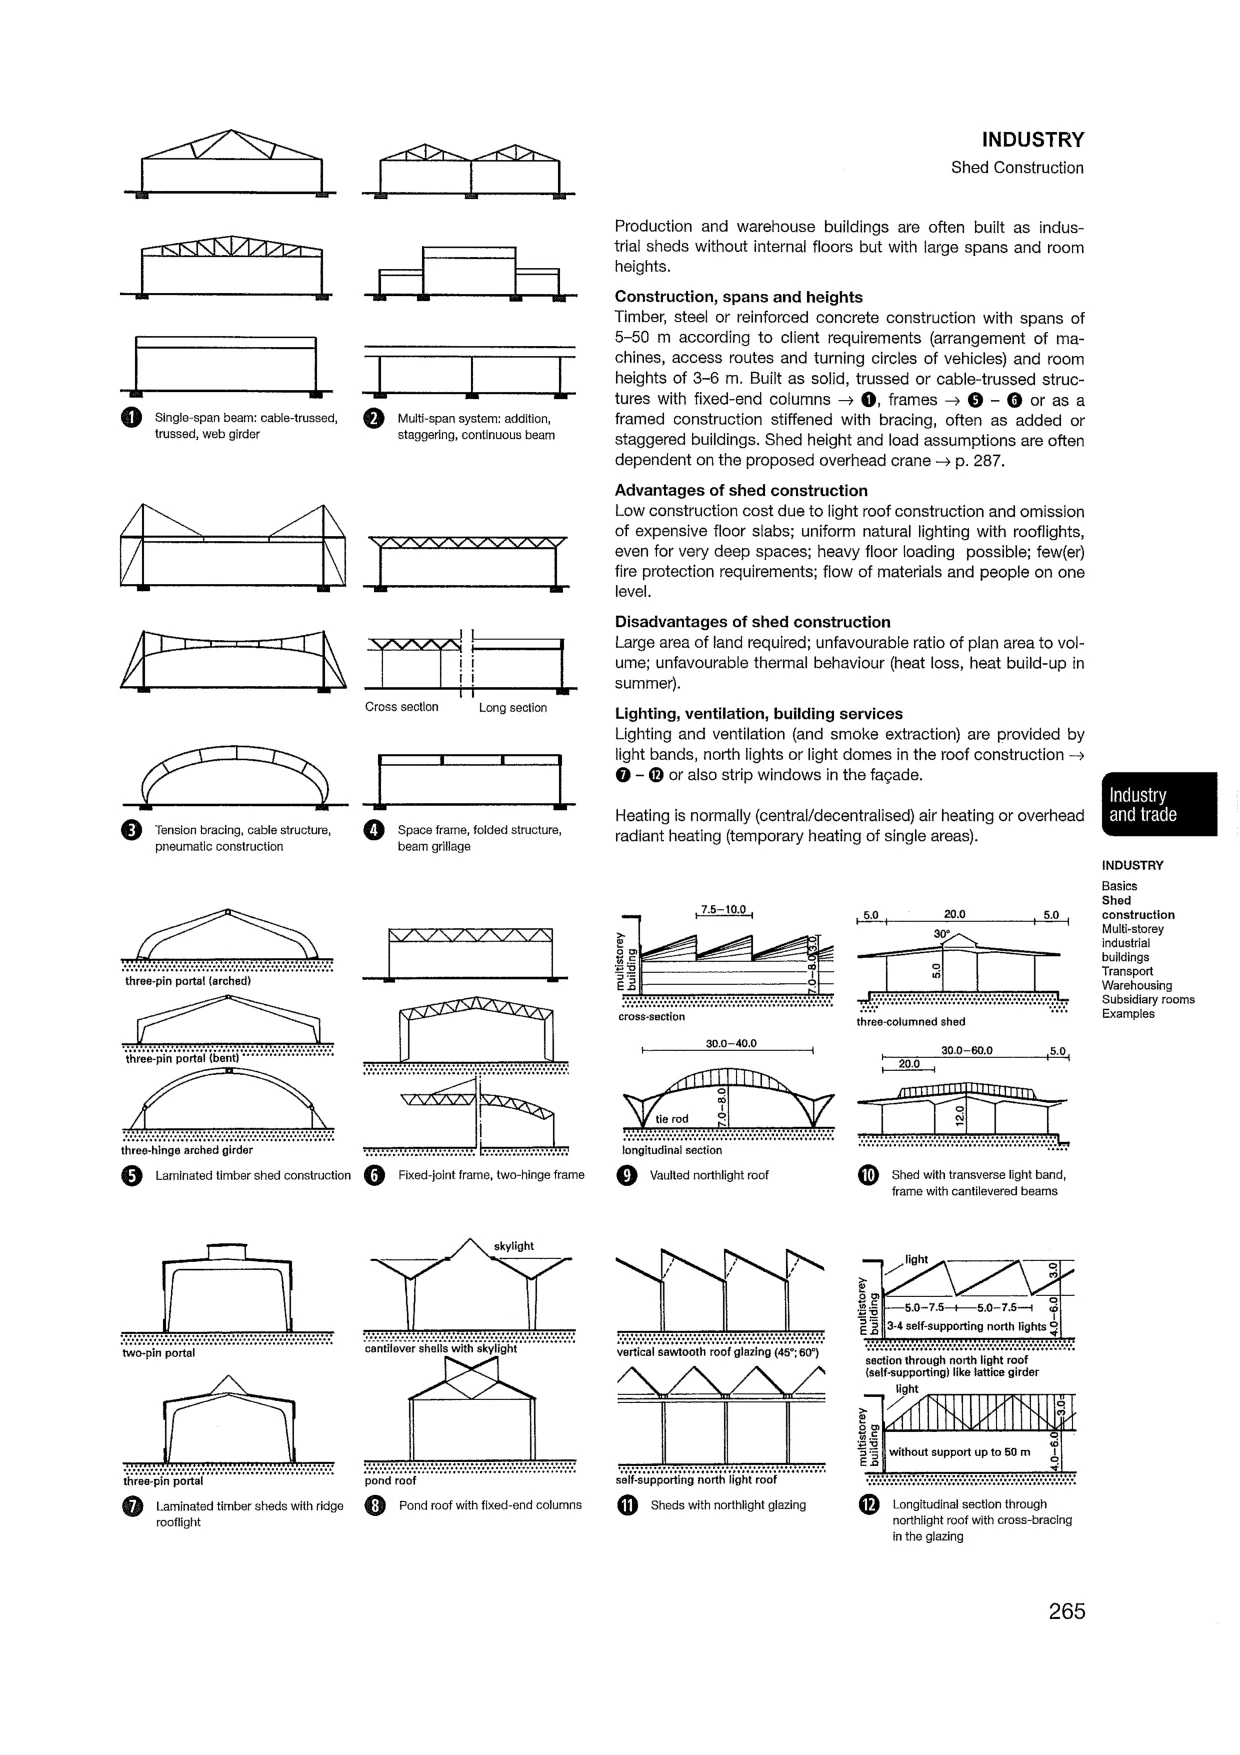 INDUSTRY
Shed Construction
Production and warehouse buildings are often built as indus-
trial sheds without internal floors but with large spans and room
heights.
Construction, spans and heights
Timber, steel or reinforced concrete construction with spans of
5–50 m according to client requirements (arrangement of ma-
chines, access routes and turning circles of vehicles) and room
heights of 3–6 m. Built as solid, trussed or cable-trussed struc-
tures with fixed-end columns → ❶, frames → ❺ – ❻ or as a
framed construction stiffened with bracing, often as added or
staggered buildings. Shed height and load assumptions are often
dependent on the proposed overhead crane → p. 287.
Advantages of shed construction
Low construction cost due to light roof construction and omission
of expensive floor slabs; uniform natural lighting with rooflights,
even for very deep spaces; heavy floor loading possible; few(er)
fire protection requirements; flow of materials and people on one
level.
Disadvantages of shed construction
Large area of land required; unfavourable ratio of plan area to vol-
ume; unfavourable thermal behaviour (heat loss, heat build-up in
summer).
Lighting, ventilation, building services
Lighting and ventilation (and smoke extraction) are provided by
light bands, north lights or light domes in the roof construction →
❼ – ⓬ or also strip windows in the façade.
Heating is normally (central/decentralised) air heating or overhead
radiant heating (temporary heating of single areas).
❶ Single-span beam: cable-trussed,
trussed, web girder
❷ Multi-span system: addition,
staggering, continuous beam
Cross section
Long section
❸ Tension bracing, cable structure,
pneumatic construction
❹ Space frame, folded structure,
beam grillage
Industry
and trade
INDUSTRY
Basics
Shed
construction
Multi-storey
industrial
buildings
Transport
Warehousing
Subsidiary rooms
Examples
three-pin portal (arched)
three-pin portal (bent)
three-hinge arched girder
❺ Laminated timber shed construction
❻ Fixed-joint frame, two-hinge frame
7.5–10.0
multistorey
building
3.0
7.0–8.0
cross-section
30.0–40.0
tie rod
7.0–8.0
longitudinal section
❾ Vaulted northlight roof
5.0
20.0
5.0
30°
5.0
three-columned shed
30.0–60.0
5.0
20.0
12.0
❿ Shed with transverse light band,
frame with cantilevered beams
two-pin portal
three-pin portal
❼ Laminated timber sheds with ridge
rooflight
skylight
cantilever shells with skylight
pond roof
❽ Pond roof with fixed-end columns
vertical sawtooth roof glazing (45°; 60°)
self-supporting north light roof
⓫ Sheds with northlight glazing
light
multistorey
building
3.0
5.0–7.5
5.0–7.5
4.0–6.0
3-4 self-supporting north lights
section through north light roof
(self-supporting) like lattice girder
light
multistorey
building
3.0
without support up to 50 m
4.0–6.0
⓬ Longitudinal section through
northlight roof with cross-bracing
in the glazing
265